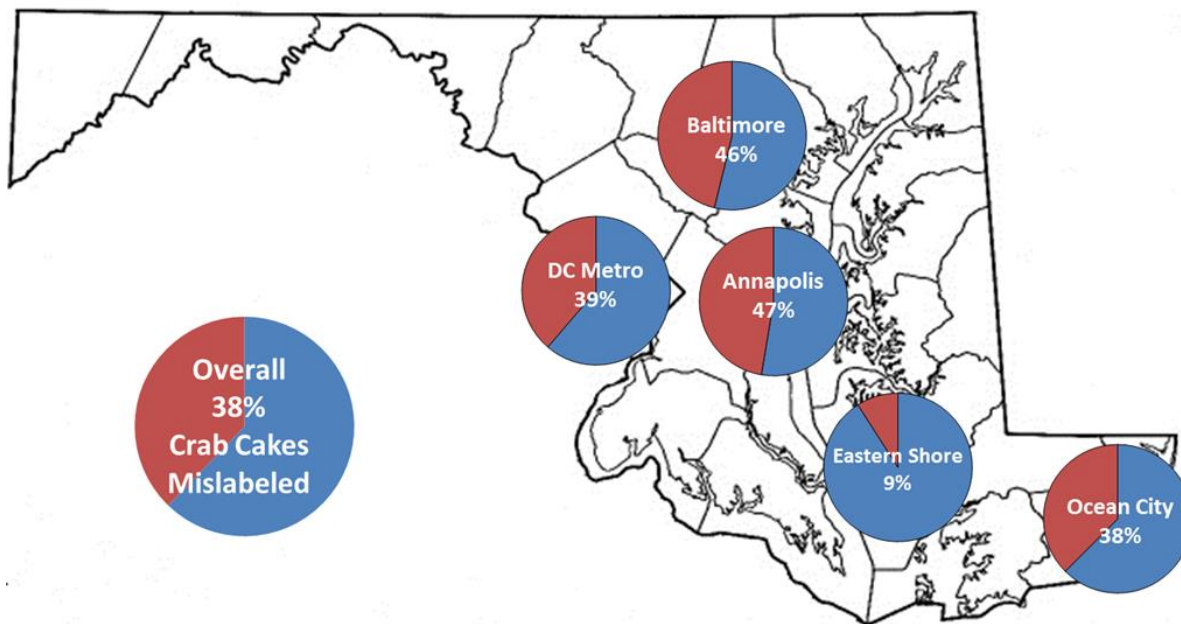 Baltimore
46%
DC Metro
39%
Annapolis
47%
Overall
38%
Crab Cakes
Mislabeled
Eastern Shore
9%
Ocean City
38%